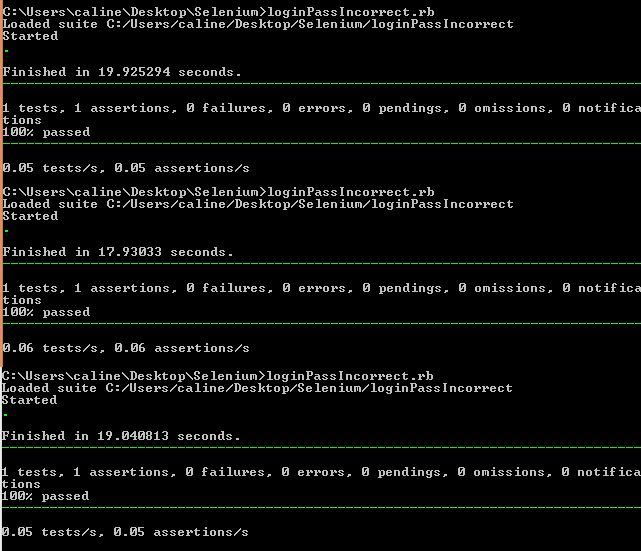 C:\Users\caline\Desktop\Selenium>loginPassIncorrect.rb
Loaded suite C:/Users/caline/Desktop/Selenium/loginPassIncorrect
Started
.
Finished in 19.925294 seconds.
1 tests, 1 assertions, 0 failures, 0 errors, 0 pendings, 0 omissions, 0 notifica
tions
100% passed
0.05 tests/s, 0.05 assertions/s
C:\Users\caline\Desktop\Selenium>loginPassIncorrect.rb
Loaded suite C:/Users/caline/Desktop/Selenium/loginPassIncorrect
Started
.
Finished in 17.93033 seconds.
1 tests, 1 assertions, 0 failures, 0 errors, 0 pendings, 0 omissions, 0 notifica
tions
100% passed
0.06 tests/s, 0.06 assertions/s
C:\Users\caline\Desktop\Selenium>loginPassIncorrect.rb
Loaded suite C:/Users/caline/Desktop/Selenium/loginPassIncorrect
Started
.
Finished in 19.040813 seconds.
1 tests, 1 assertions, 0 failures, 0 errors, 0 pendings, 0 omissions, 0 notifica
tions
100% passed
0.05 tests/s, 0.05 assertions/s